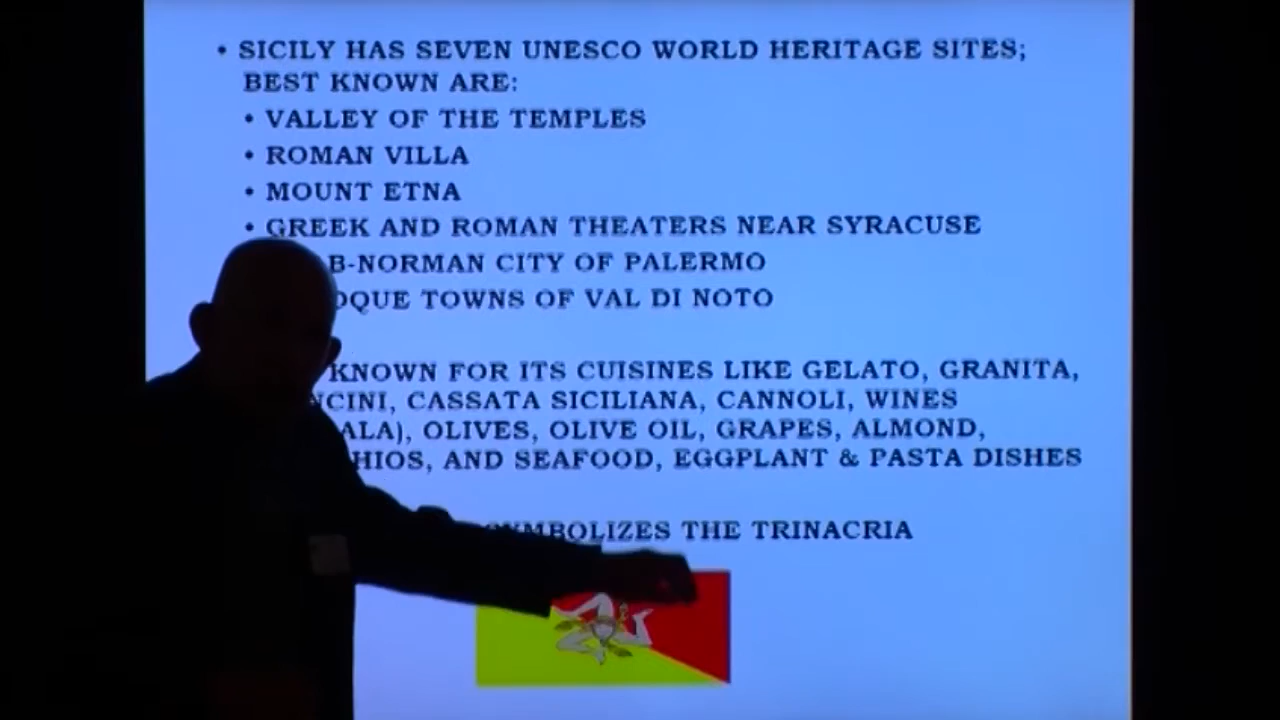 • SICILY HAS SEVEN UNESCO WORLD HERITAGE SITES;
BEST KNOWN ARE:
• VALLEY OF THE TEMPLES
• ROMAN VILLA
• MOUNT ETNA
• GREEK AND ROMAN THEATERS NEAR SYRACUSE
B-NORMAN CITY OF PALERMO
OQUE TOWNS OF VAL DI NOTO
KNOWN FOR ITS CUISINES LIKE GELATO, GRANITA,
NCINI, CASSATA SICILIANA, CANNOLI, WINES
ALA), OLIVES, OLIVE OIL, GRAPES, ALMOND,
HIOS, AND SEAFOOD, EGGPLANT & PASTA DISHES
SYMBOLIZES THE TRINACRIA